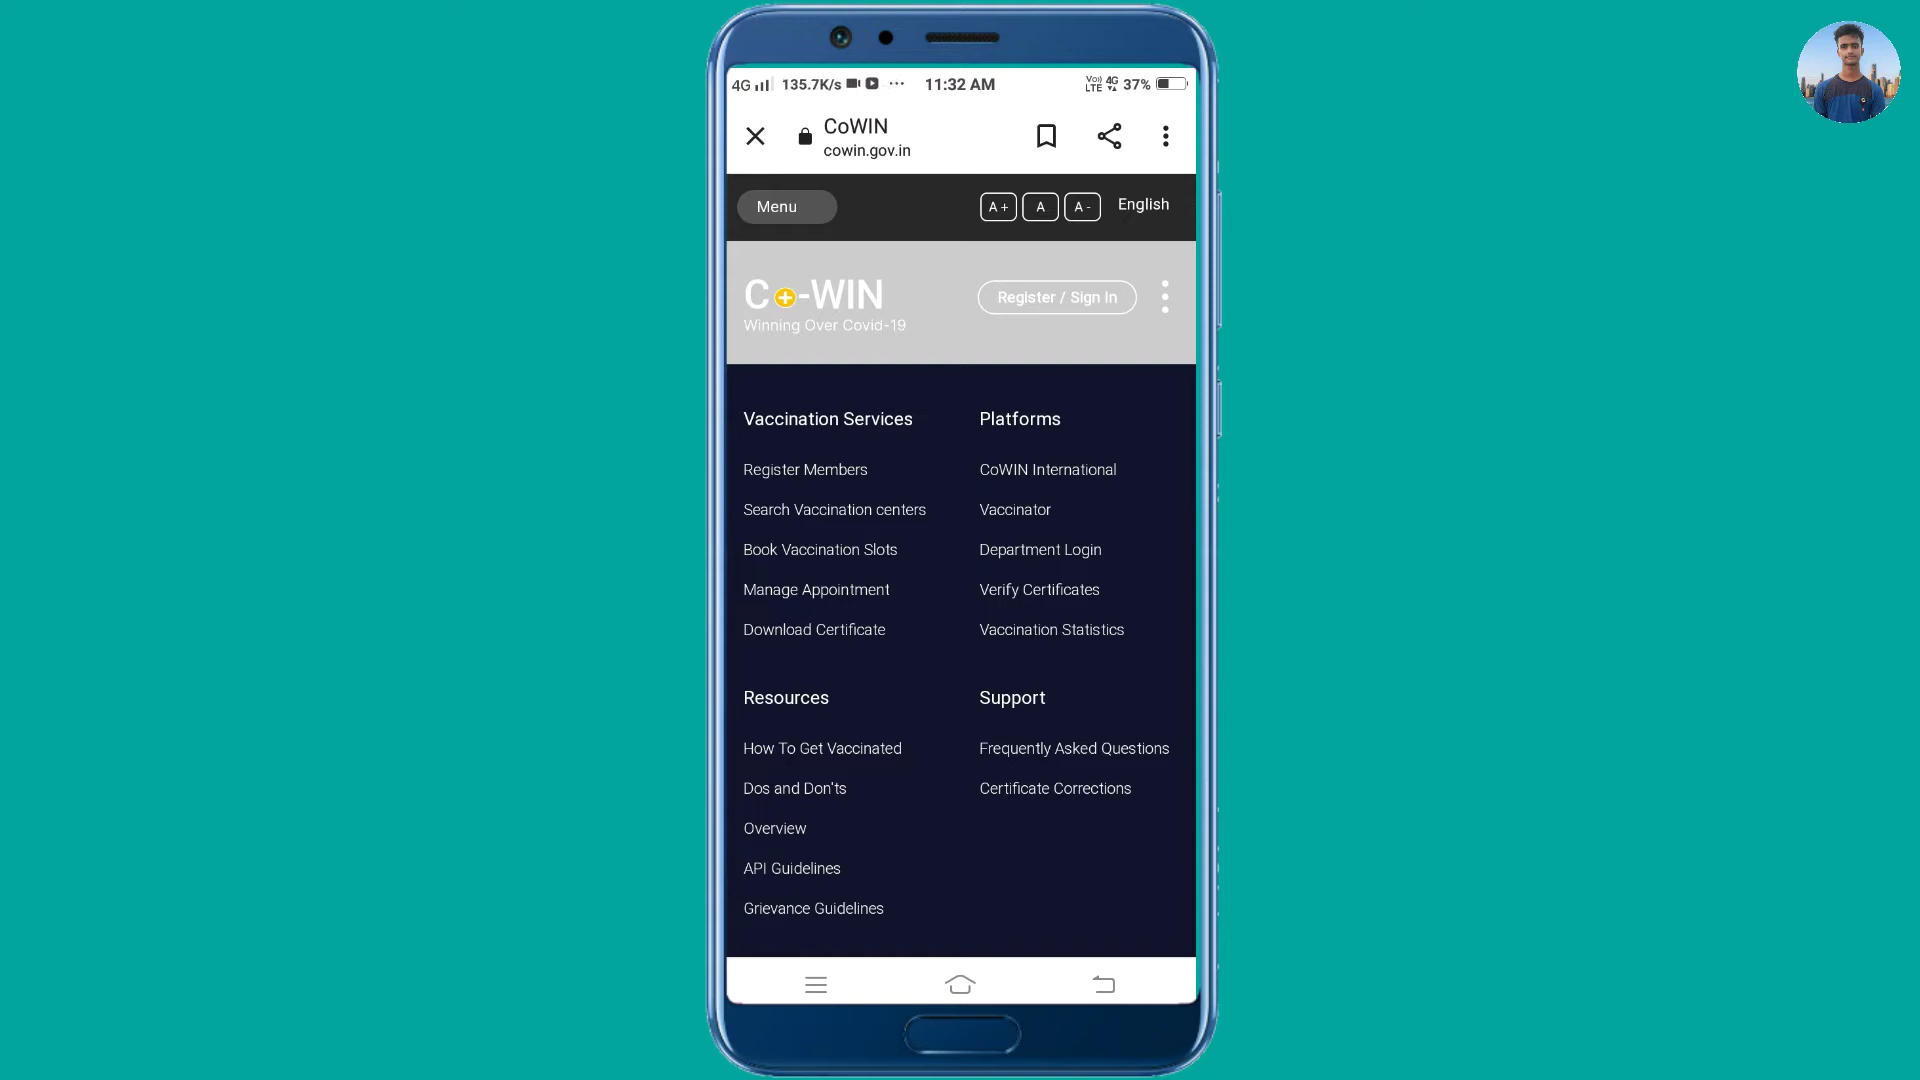 4G 135.7K/s ... 11:32 AM VoLTE 4G 37%
CoWIN
cowin.gov.in
Menu A+ A A- English
Co-WIN
Winning Over Covid-19
Register / Sign In
Vaccination Services
Register Members
Search Vaccination centers
Book Vaccination Slots
Manage Appointment
Download Certificate
Platforms
CoWIN International
Vaccinator
Department Login
Verify Certificates
Vaccination Statistics
Resources
How To Get Vaccinated
Dos and Don'ts
Overview
API Guidelines
Grievance Guidelines
Support
Frequently Asked Questions
Certificate Corrections